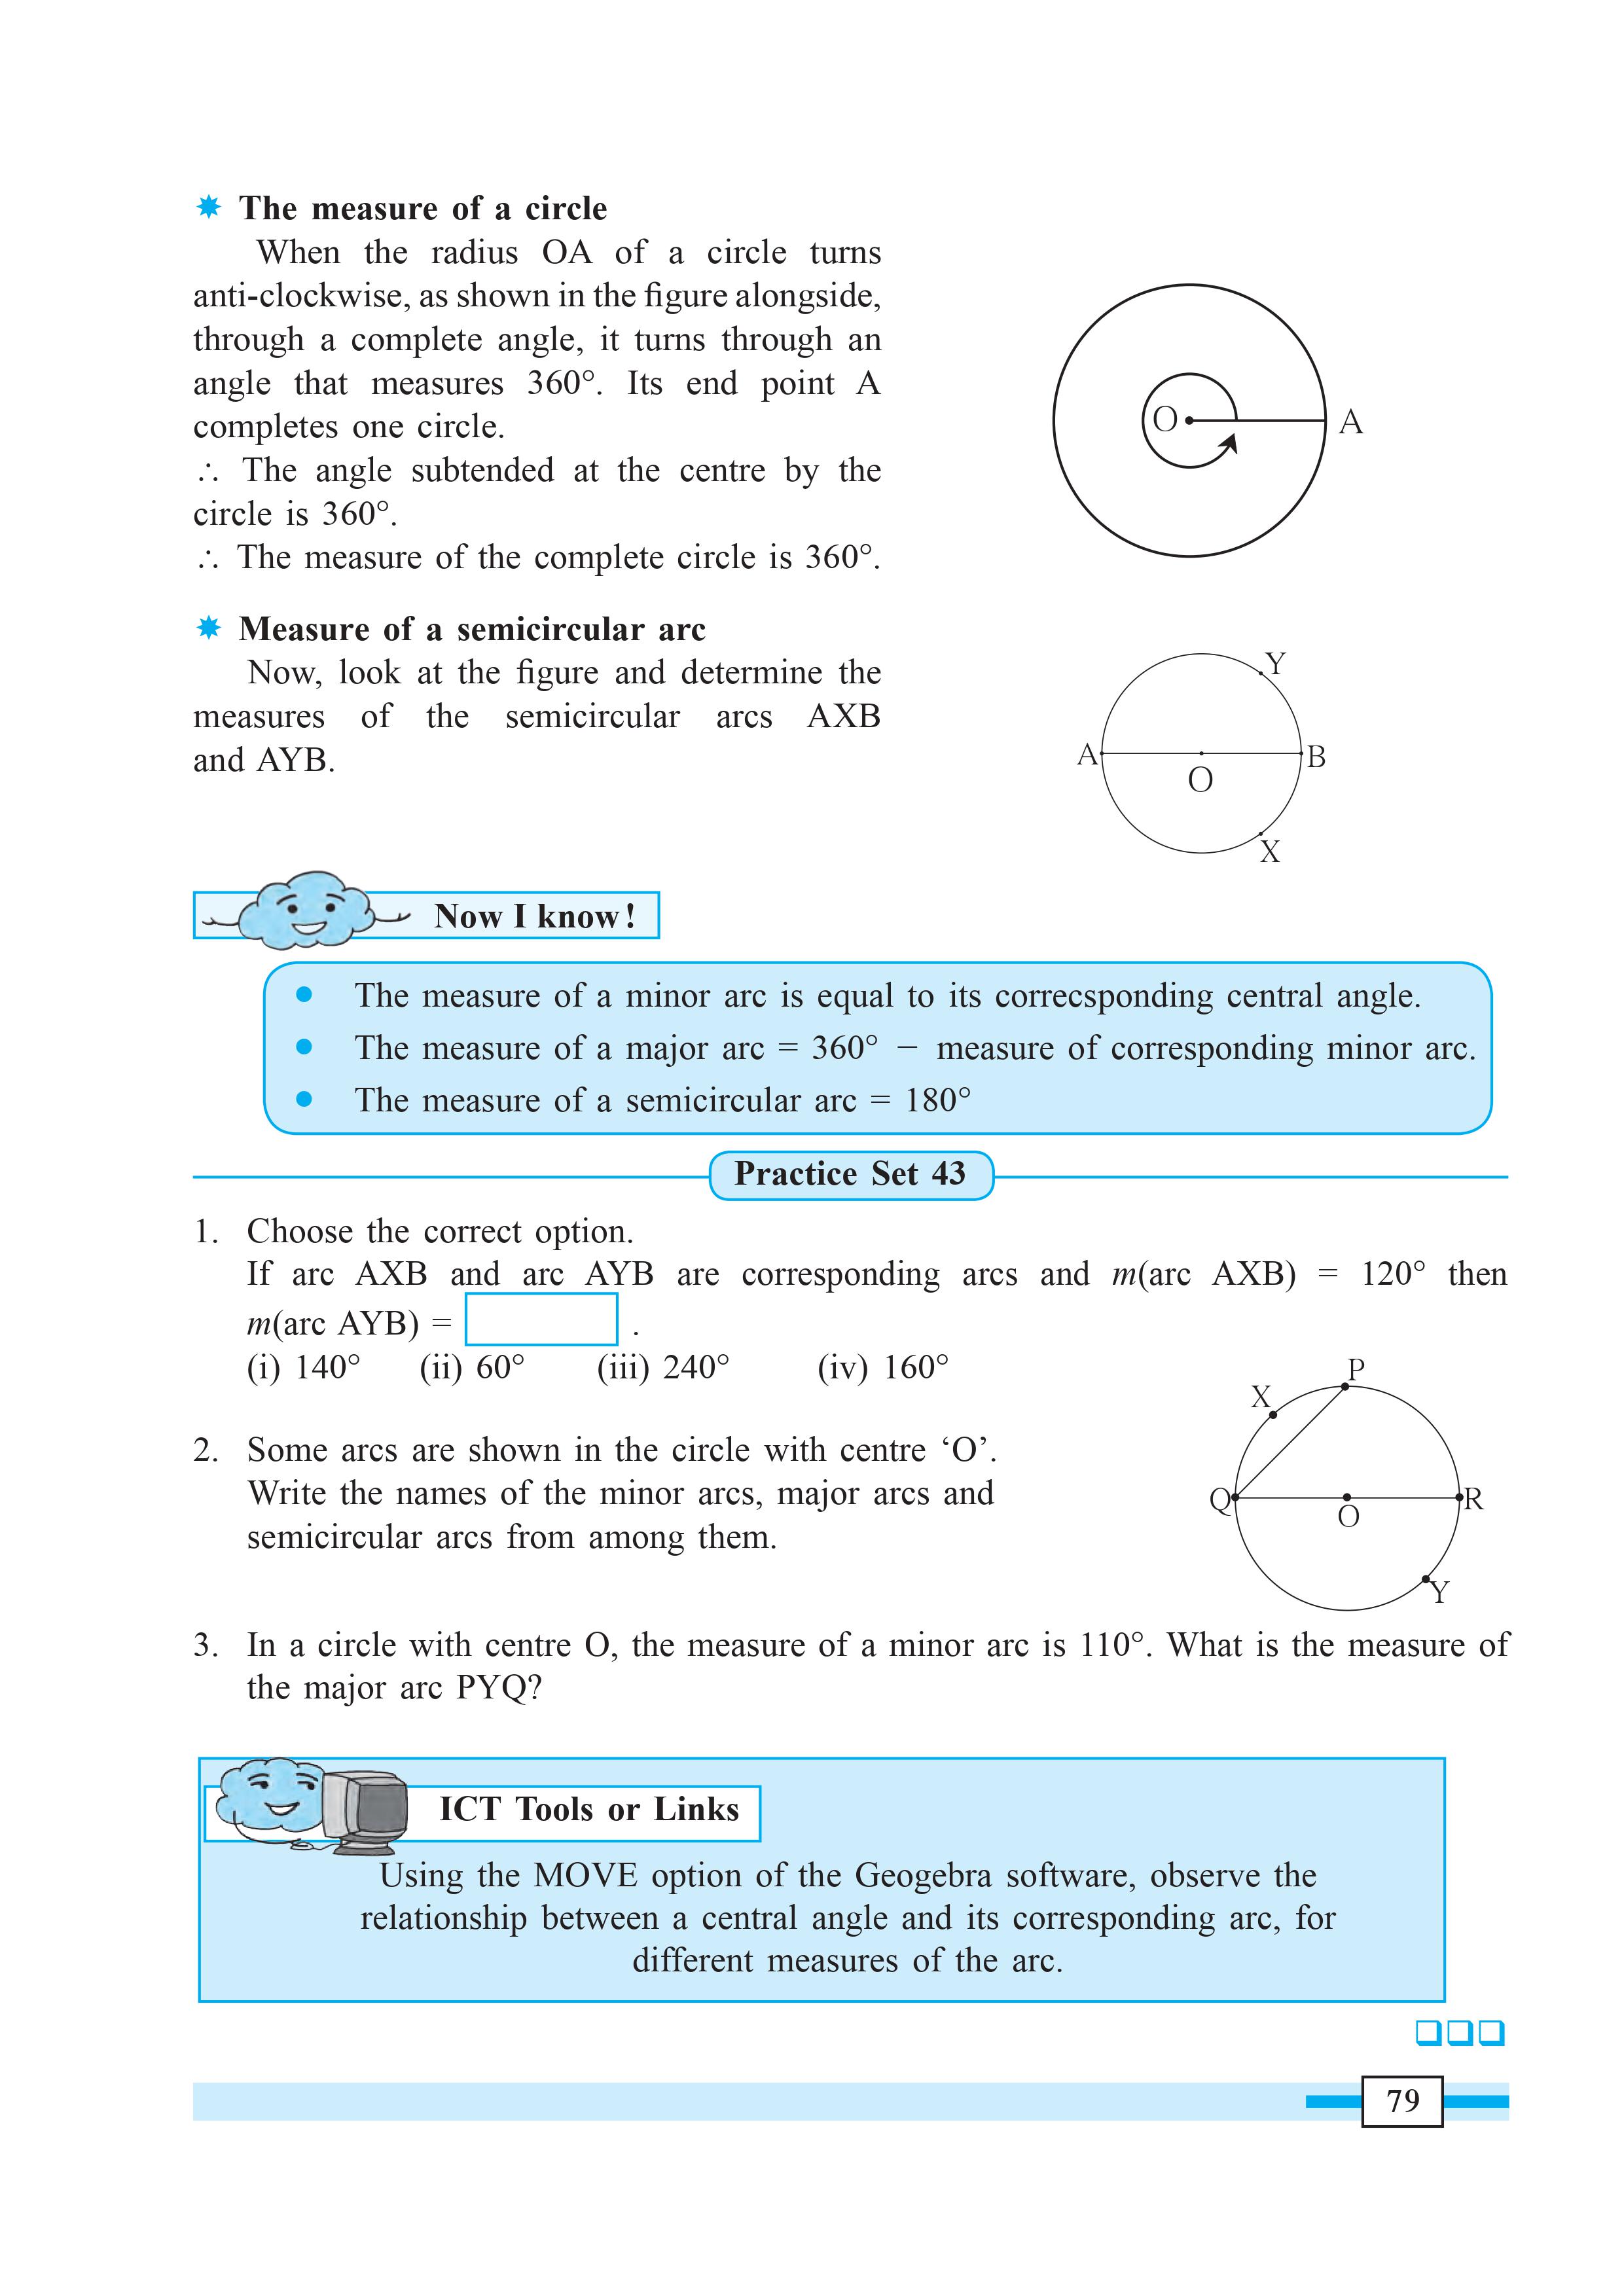 ✵ The measure of a circle
When the radius OA of a circle turns
anti-clockwise, as shown in the figure alongside,
through a complete angle, it turns through an
angle that measures 360°. Its end point A
completes one circle.
∴ The angle subtended at the centre by the
circle is 360°.
∴ The measure of the complete circle is 360°.
O A
✵ Measure of a semicircular arc
Now, look at the figure and determine the
measures of the semicircular arcs AXB
and AYB.
Y
A B
O
X
Now I know!
• The measure of a minor arc is equal to its correcsponding central angle.
• The measure of a major arc = 360° − measure of corresponding minor arc.
• The measure of a semicircular arc = 180°
Practice Set 43
1. Choose the correct option.
If arc AXB and arc AYB are corresponding arcs and m(arc AXB) = 120° then
m(arc AYB) = .
(i) 140° (ii) 60° (iii) 240° (iv) 160°
2. Some arcs are shown in the circle with centre ‘O’.
Write the names of the minor arcs, major arcs and
semicircular arcs from among them.
P
X
Q R
O
Y
3. In a circle with centre O, the measure of a minor arc is 110°. What is the measure of
the major arc PYQ?
ICT Tools or Links
Using the MOVE option of the Geogebra software, observe the
relationship between a central angle and its corresponding arc, for
different measures of the arc.
❑❑❑
79